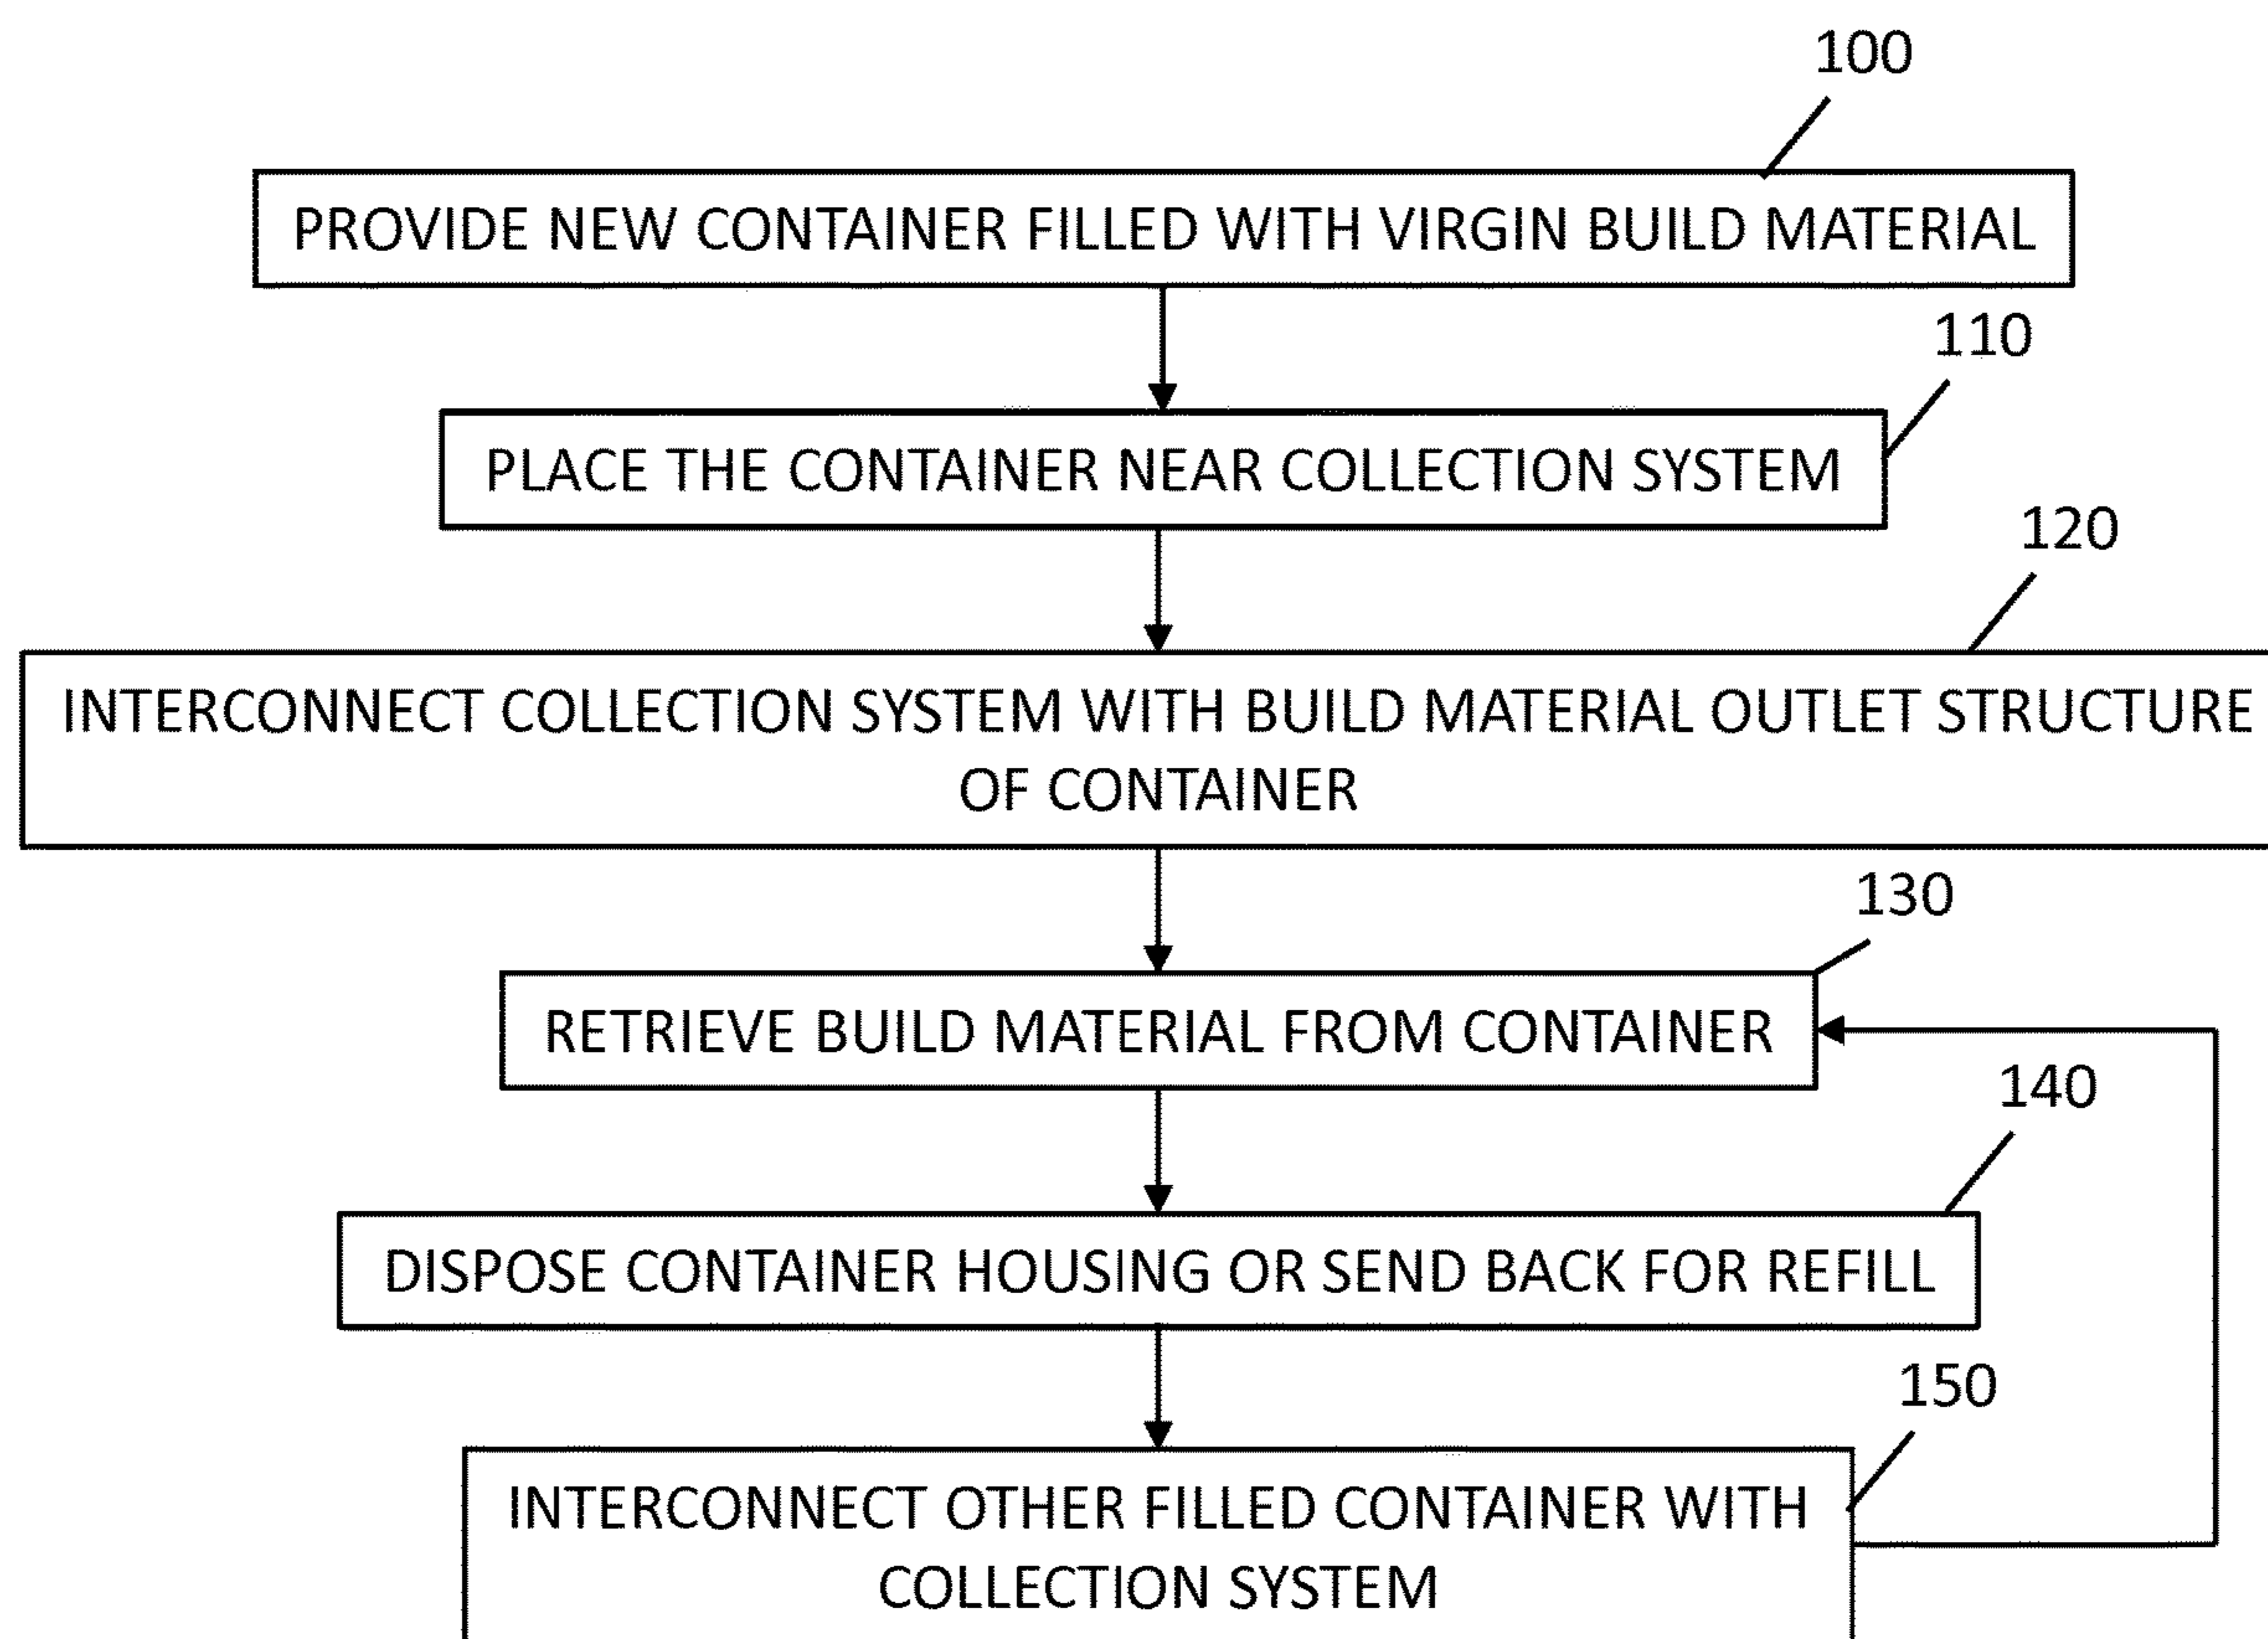 100
PROVIDE NEW CONTAINER FILLED WITH VIRGIN BUILD MATERIAL
110
PLACE THE CONTAINER NEAR COLLECTION SYSTEM
120
INTERCONNECT COLLECTION SYSTEM WITH BUILD MATERIAL OUTLET STRUCTURE
OF CONTAINER
130
RETRIEVE BUILD MATERIAL FROM CONTAINER
140
DISPOSE CONTAINER HOUSING OR SEND BACK FOR REFILL
150
INTERCONNECT OTHER FILLED CONTAINER WITH
COLLECTION SYSTEM